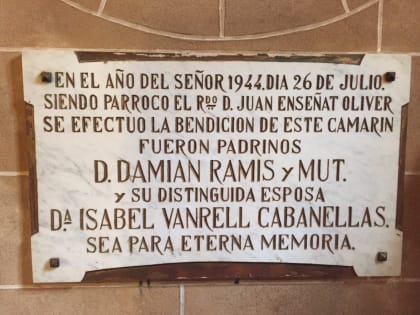 EN EL AÑO DEL SEÑOR 1944. DIA 26 DE JULIO.
SIENDO PARROCO EL Rdo D. JUAN ENSEÑAT OLIVER
SE EFECTUO LA BENDICION DE ESTE CAMARIN
FUERON PADRINOS
D. DAMIAN RAMIS y MUT.
y SU DISTINGUIDA ESPOSA
Da ISABEL VANRELL CABANELLAS.
SEA PARA ETERNA MEMORIA.